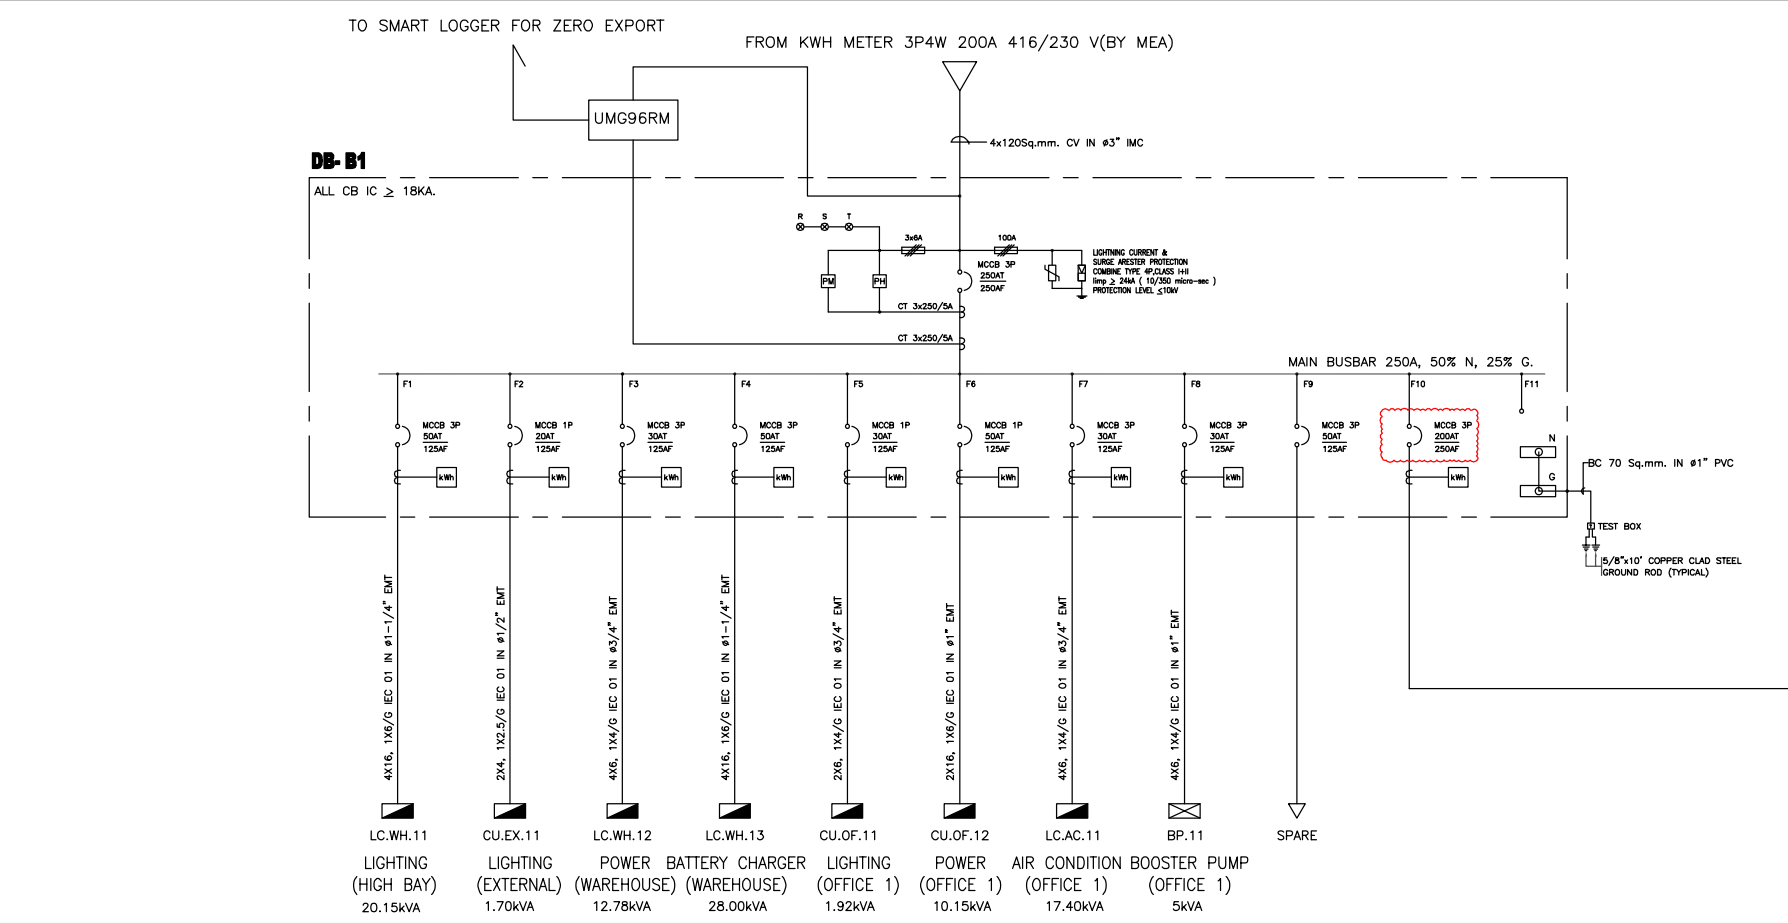 TO SMART LOGGER FOR ZERO EXPORT
FROM KWH METER 3P4W 200A 416/230 V(BY MEA)
UMG96RM
4x120Sq.mm. CV IN ø3" IMC
DB-B1
ALL CB IC ≥ 18KA.
R S T
3x6A
100A
LIGHTNING CURRENT &
SURGE ARESTER PROTECTION
COMBINE TYPE 4P,CLASS I+II
Iimp ≥ 24kA ( 10/350 micro-sec )
PROTECTION LEVEL ≤10kV
MCCB 3P
250AT
250AF
PM
PH
CT 3x250/5A
CT 3x250/5A
MAIN BUSBAR 250A, 50% N, 25% G.
F1
MCCB 3P
50AT
125AF
kWh
F2
MCCB 1P
20AT
125AF
kWh
F3
MCCB 3P
30AT
125AF
kWh
F4
MCCB 3P
50AT
125AF
kWh
F5
MCCB 1P
30AT
125AF
kWh
F6
MCCB 1P
50AT
125AF
kWh
F7
MCCB 3P
30AT
125AF
kWh
F8
MCCB 3P
30AT
125AF
kWh
F9
MCCB 3P
50AT
125AF
F10
MCCB 3P
200AT
250AF
kWh
F11
N
G
BC 70 Sq.mm. IN ø1" PVC
TEST BOX
5/8"x10' COPPER CLAD STEEL
GROUND ROD (TYPICAL)
4X16, 1X6/G IEC 01 IN ø1-1/4" EMT
2X4, 1X2.5/G IEC 01 IN ø1/2" EMT
4X6, 1X4/G IEC 01 IN ø3/4" EMT
4X16, 1X6/G IEC 01 IN ø1-1/4" EMT
2X6, 1X4/G IEC 01 IN ø3/4" EMT
2X16, 1X6/G IEC 01 IN ø1" EMT
4X6, 1X4/G IEC 01 IN ø3/4" EMT
4X6, 1X4/G IEC 01 IN ø1" EMT
LC.WH.11
LIGHTING
(HIGH BAY)
20.15kVA
CU.EX.11
LIGHTING
(EXTERNAL)
1.70kVA
LC.WH.12
POWER
(WAREHOUSE)
12.78kVA
LC.WH.13
BATTERY CHARGER
(WAREHOUSE)
28.00kVA
CU.OF.11
LIGHTING
(OFFICE 1)
1.92kVA
CU.OF.12
POWER
(OFFICE 1)
10.15kVA
LC.AC.11
AIR CONDITION
(OFFICE 1)
17.40kVA
BP.11
BOOSTER PUMP
(OFFICE 1)
5kVA
SPARE